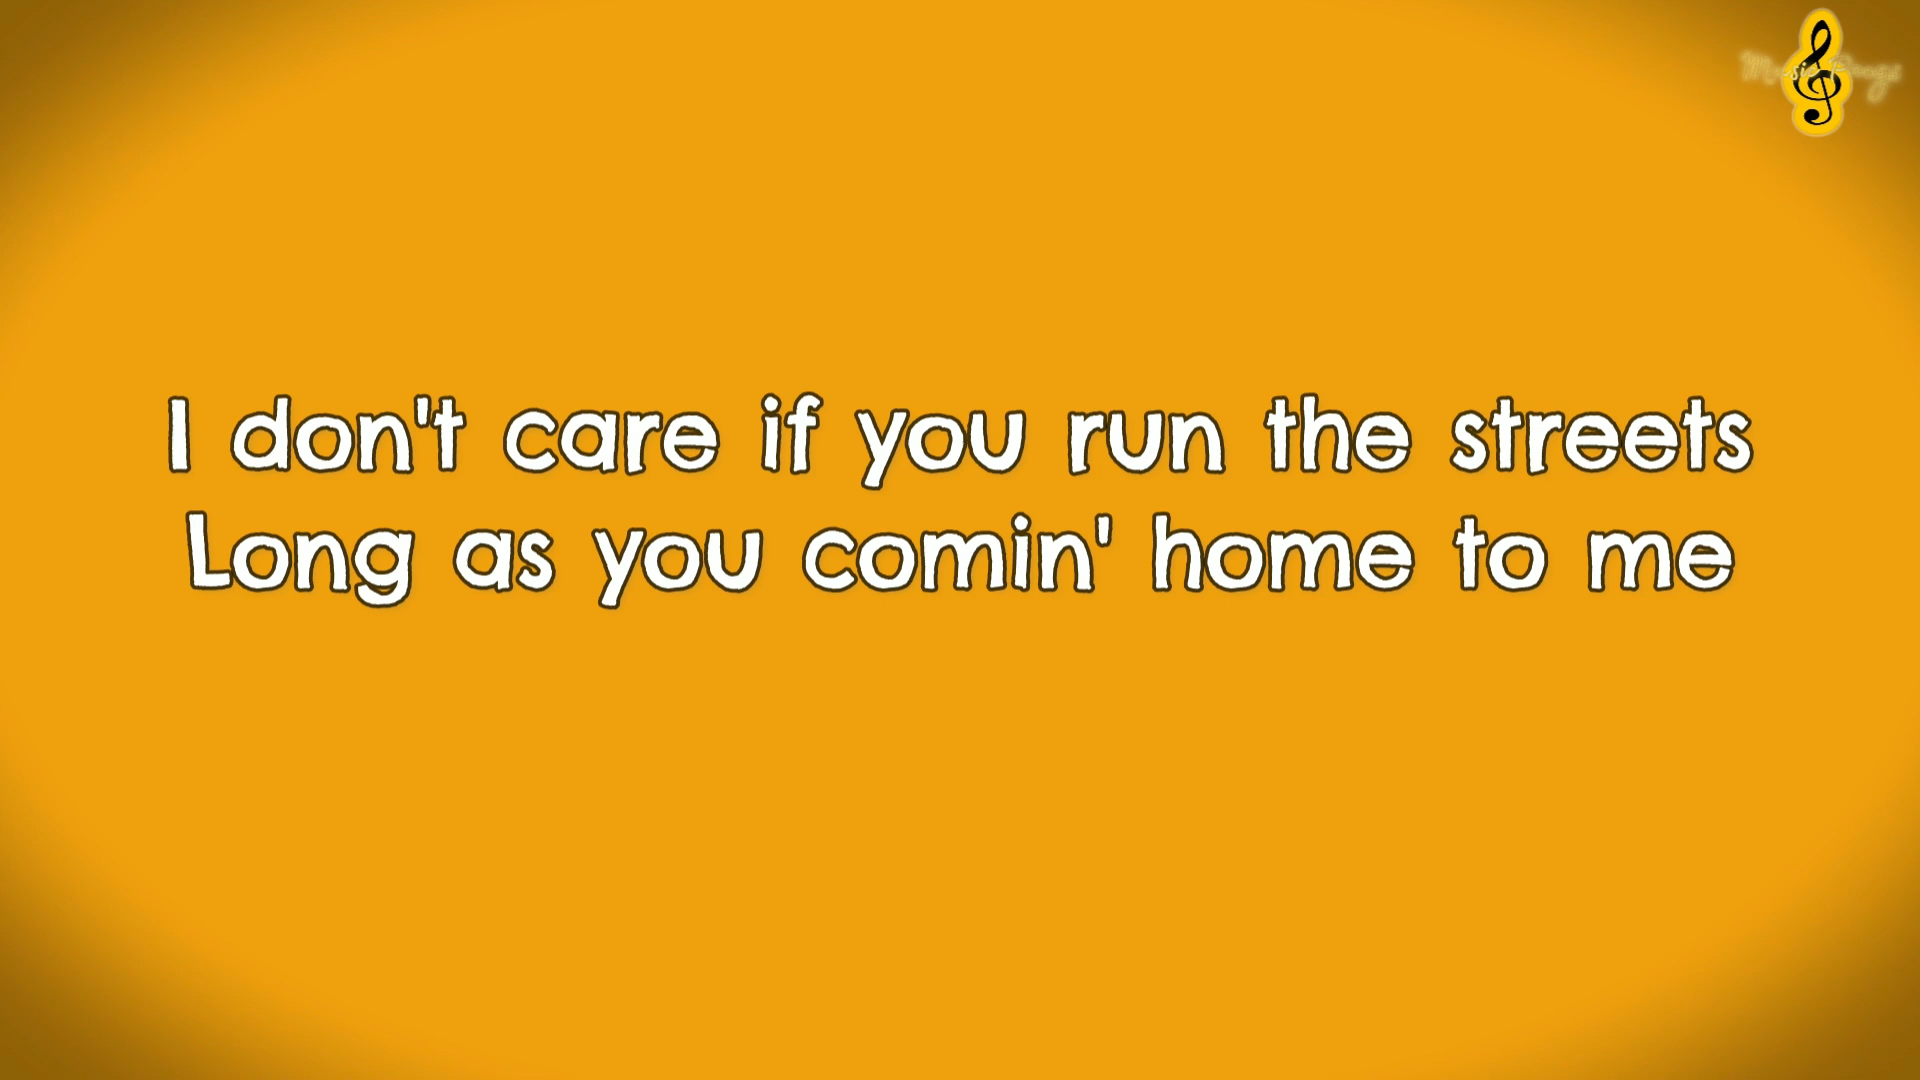 I don't care if you run the streets
Long as you comin' home to me